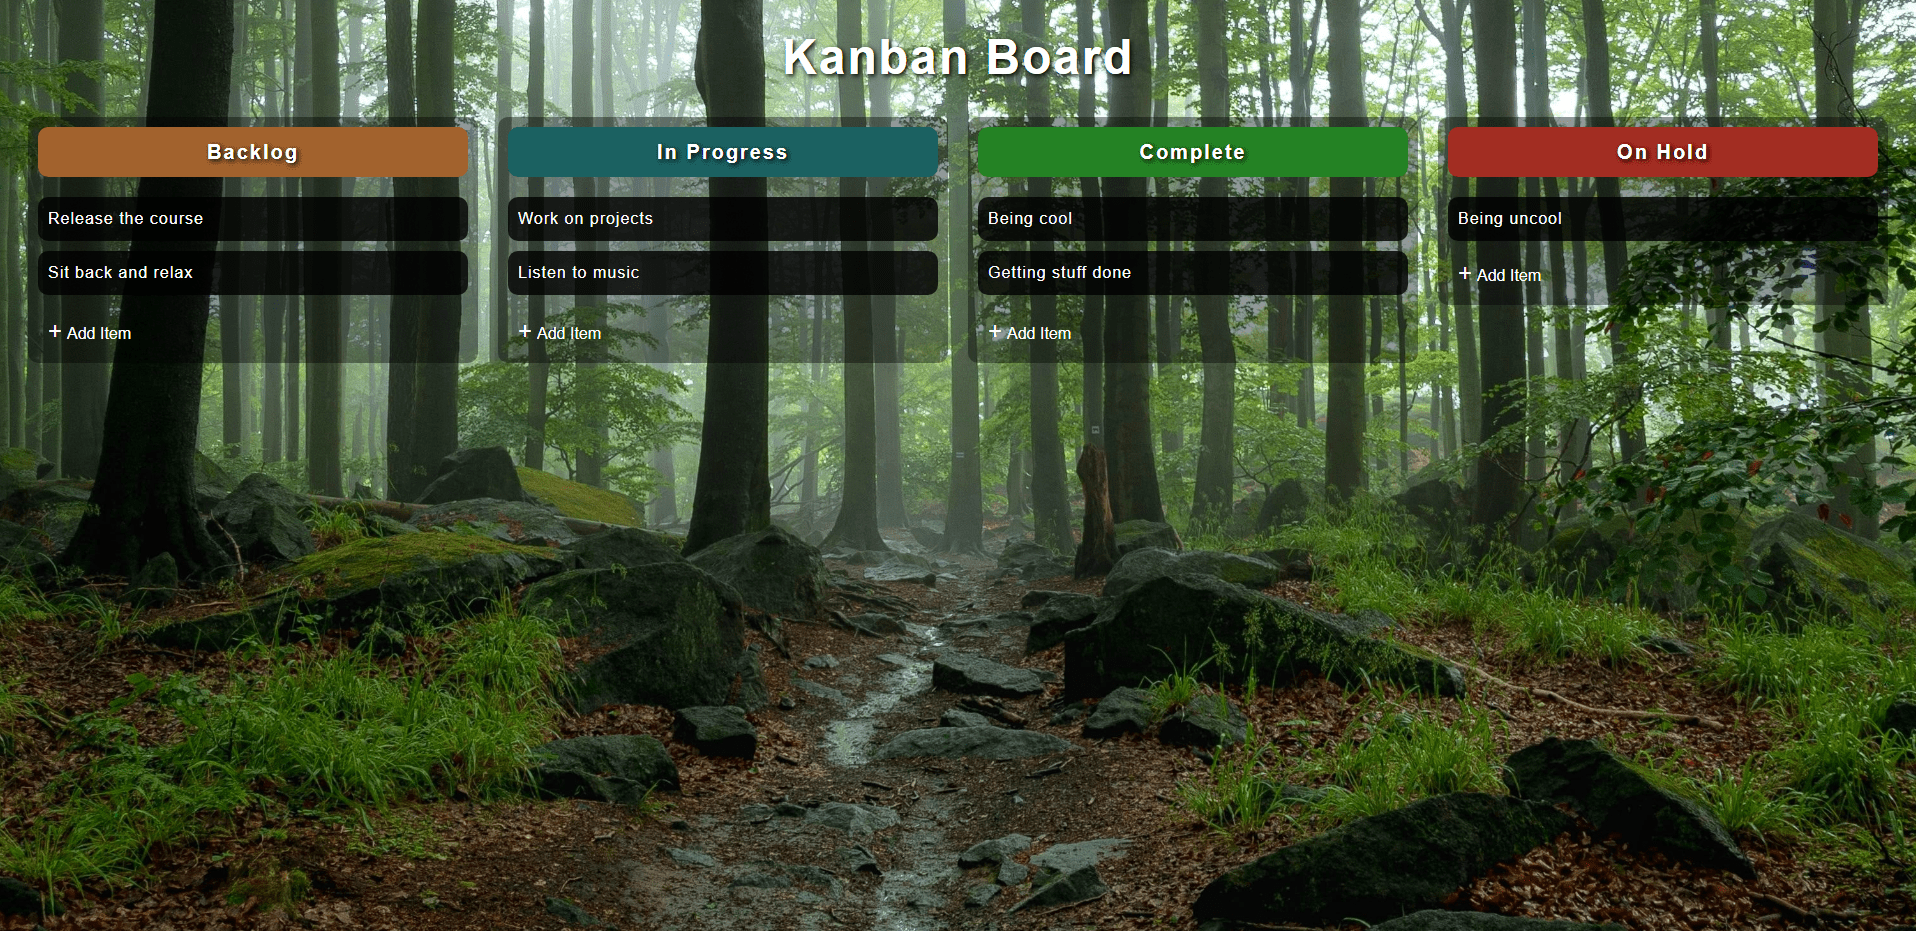 Kanban Board
Backlog
Release the course
Sit back and relax
+ Add Item
In Progress
Work on projects
Listen to music
+ Add Item
Complete
Being cool
Getting stuff done
+ Add Item
On Hold
Being uncool
+ Add Item